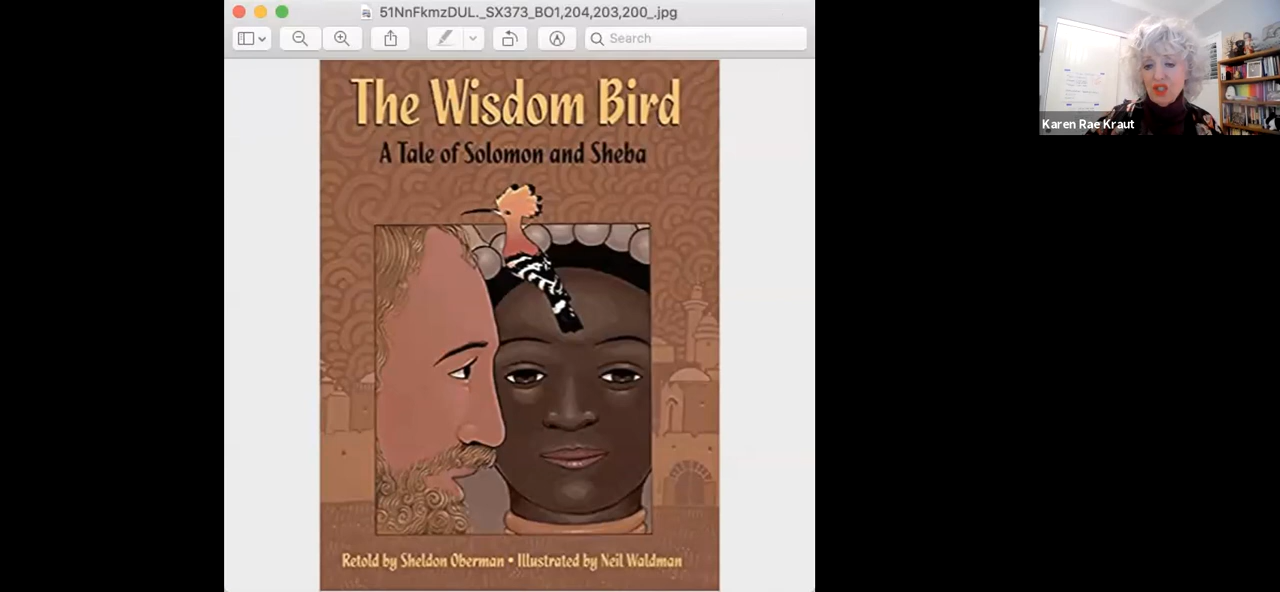 51NnFkmzDUL._SX373_BO1,204,203,200_.jpg
Search
The Wisdom Bird
A Tale of Solomon and Sheba
Retold by Sheldon Oberman • Illustrated by Neil Waldman
Karen Rae Kraut